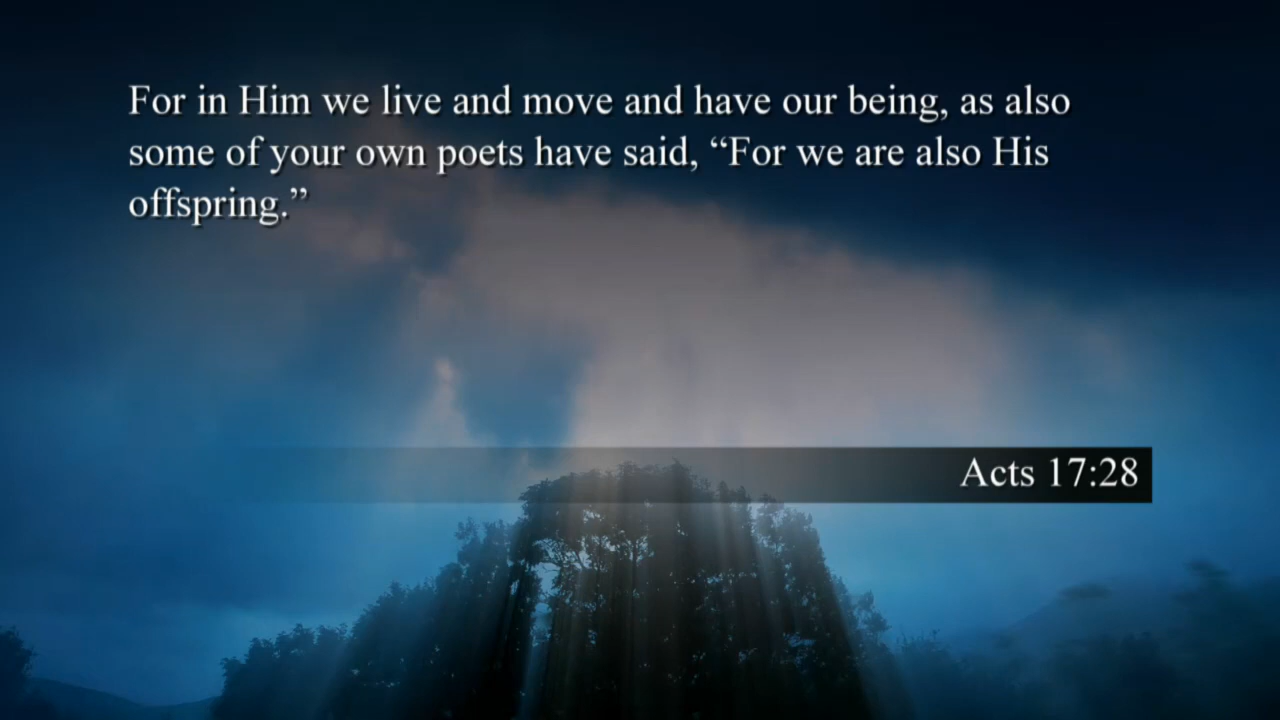 For in Him we live and move and have our being, as also
some of your own poets have said, “For we are also His
offspring.”
Acts 17:28